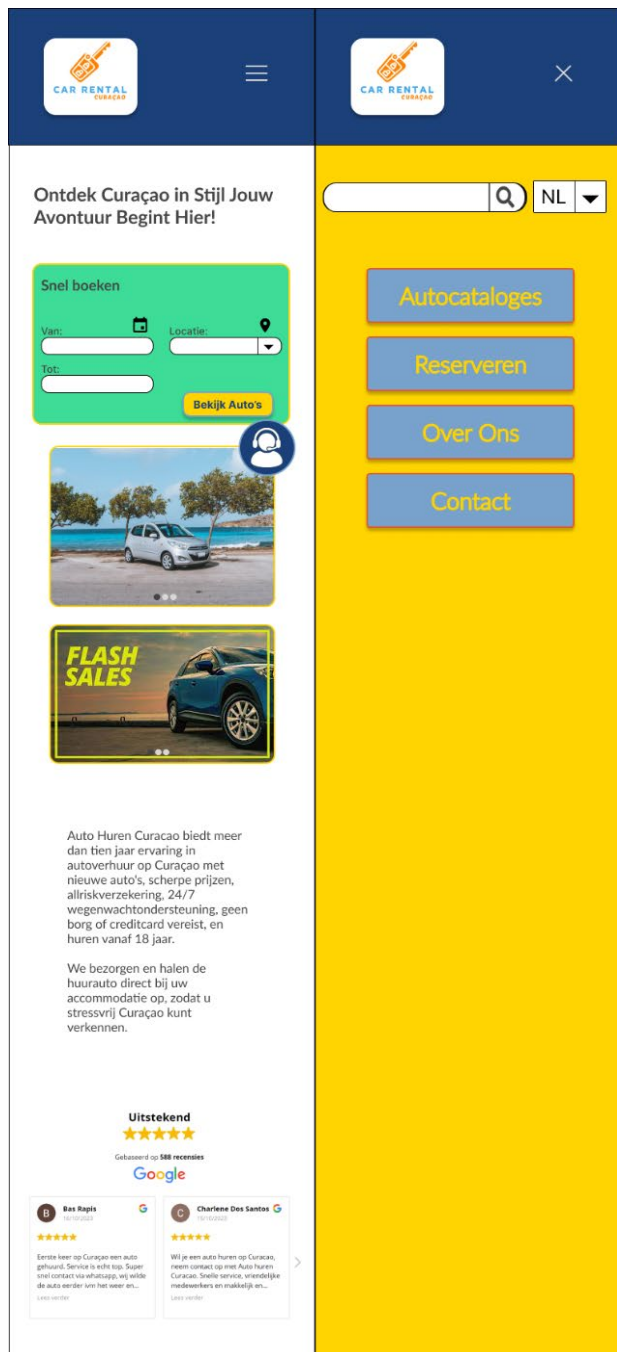 CAR RENTAL
CURAÇAO
Ontdek Curaçao in Stijl Jouw
Avontuur Begint Hier!
Snel boeken
Van:
Locatie:
Tot:
Bekijk Auto's
FLASH
SALES
Auto Huren Curacao biedt meer
dan tien jaar ervaring in
autoverhuur op Curaçao met
nieuwe auto's, scherpe prijzen,
allriskverzekering, 24/7
wegenwachtondersteuning, geen
borg of creditcard vereist, en
huren vanaf 18 jaar.
We bezorgen en halen de
huurauto direct bij uw
accommodatie op, zodat u
stressvrij Curaçao kunt
verkennen.
Uitstekend
Gebaseerd op 588 recensies
Google
B
Bas Rapis
16/10/2023
G
Eerste keer op Curaçao een auto
gehuurd. Service is echt top. Super
snel contact via whatsapp, wij wilde
de auto eerder ivm het weer en...
Lees verder
C
Charlene Dos Santos
15/10/2023
G
Wil je een auto huren op Curacao,
neem contact op met Auto huren
Curacao. Snelle service, vriendelijke
medewerkers en makkelijk en...
Lees verder
CAR RENTAL
CURAÇAO
NL
Autocataloges
Reserveren
Over Ons
Contact